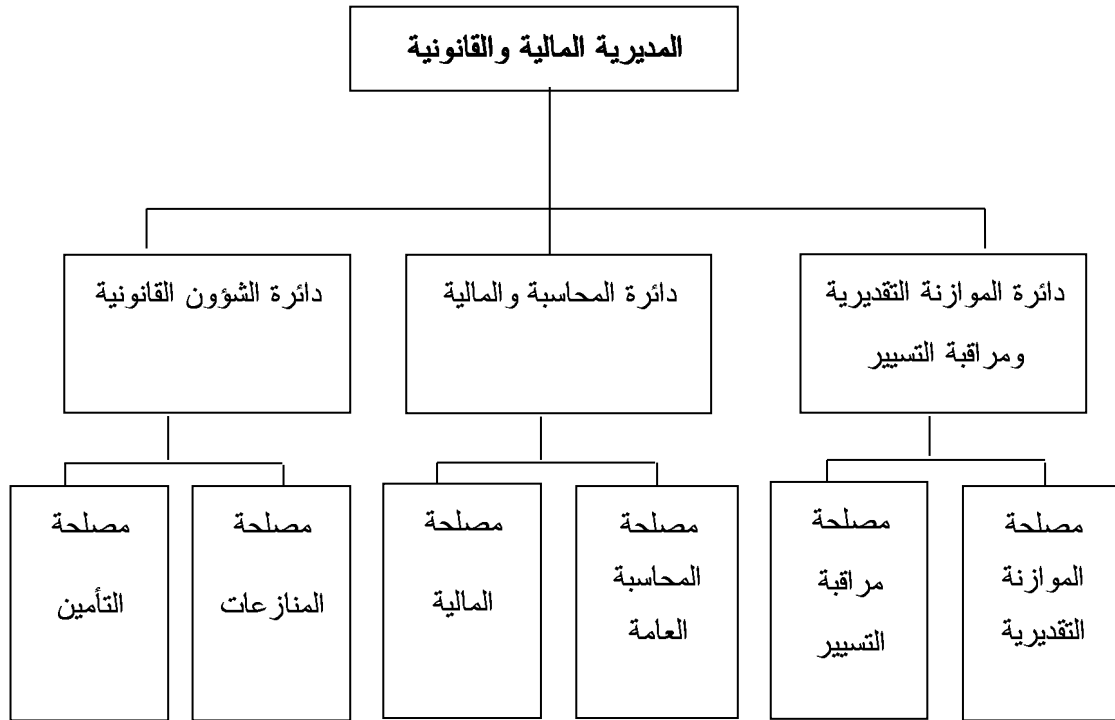 المديرية المالية والقانونية
دائرة الموازنة التقديرية
ومراقبة التسيير
دائرة المحاسبة والمالية
دائرة الشؤون القانونية
مصلحة
الموازنة
التقديرية
مصلحة
مراقبة
التسيير
مصلحة
المحاسبة
العامة
مصلحة
المالية
مصلحة
المنازعات
مصلحة
التأمين